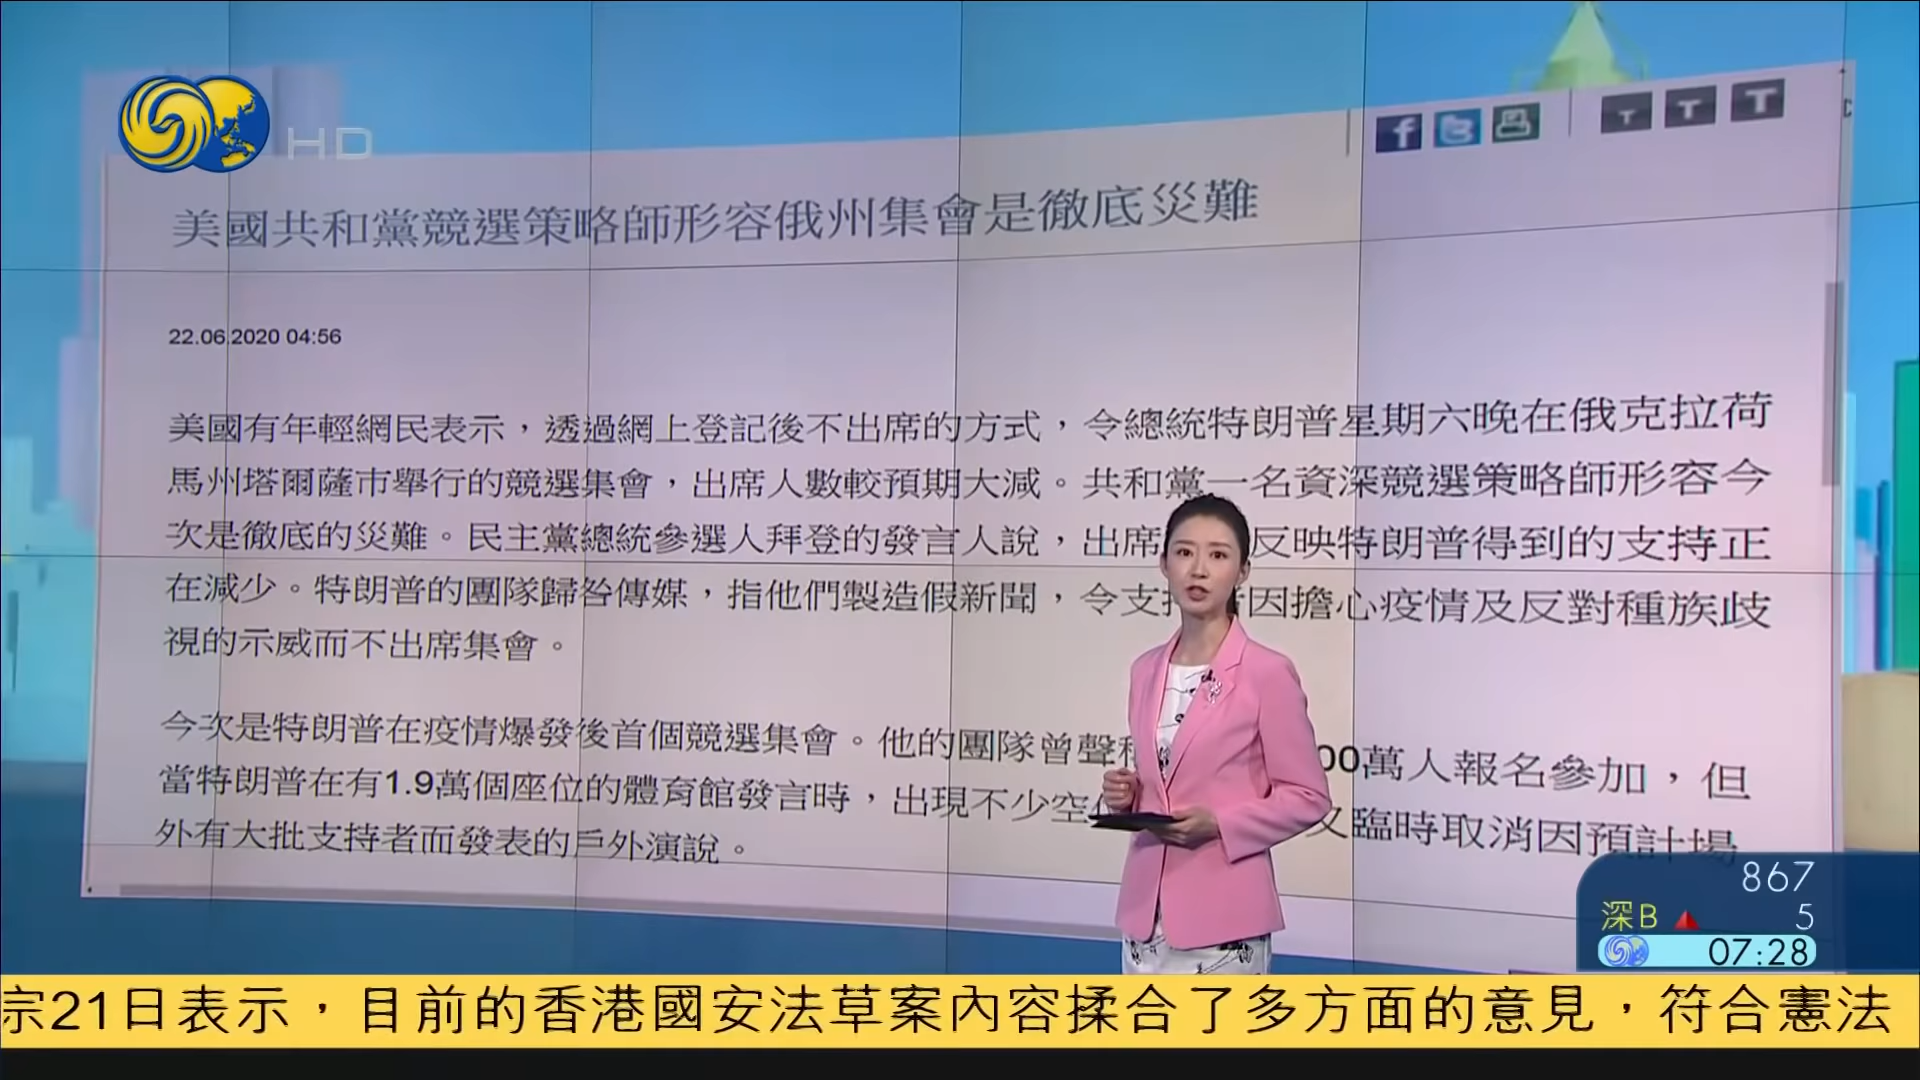 HD
f
T T T
美國共和黨競選策略師形容俄州集會是徹底災難
22.06.2020 04:56
美國有年輕網民表示，透過網上登記後不出席的方式，令總統特朗普星期六晚在俄克拉荷
馬州塔爾薩市舉行的競選集會，出席人數較預期大減。共和黨一名資深競選策略師形容今
次是徹底的災難。民主黨總統參選人拜登的發言人說，出席 反映特朗普得到的支持正
在減少。特朗普的團隊歸咎傳媒，指他們製造假新聞，令支持 因擔心疫情及反對種族歧
視的示威而不出席集會。
今次是特朗普在疫情爆發後首個競選集會。他的團隊曾聲稱 00萬人報名參加，但
當特朗普在有1.9萬個座位的體育館發言時，出現不少空 又臨時取消因預計場
外有大批支持者而發表的戶外演說。
867
深B ▲ 5
07:28
宗21日表示，目前的香港國安法草案內容揉合了多方面的意見，符合憲法